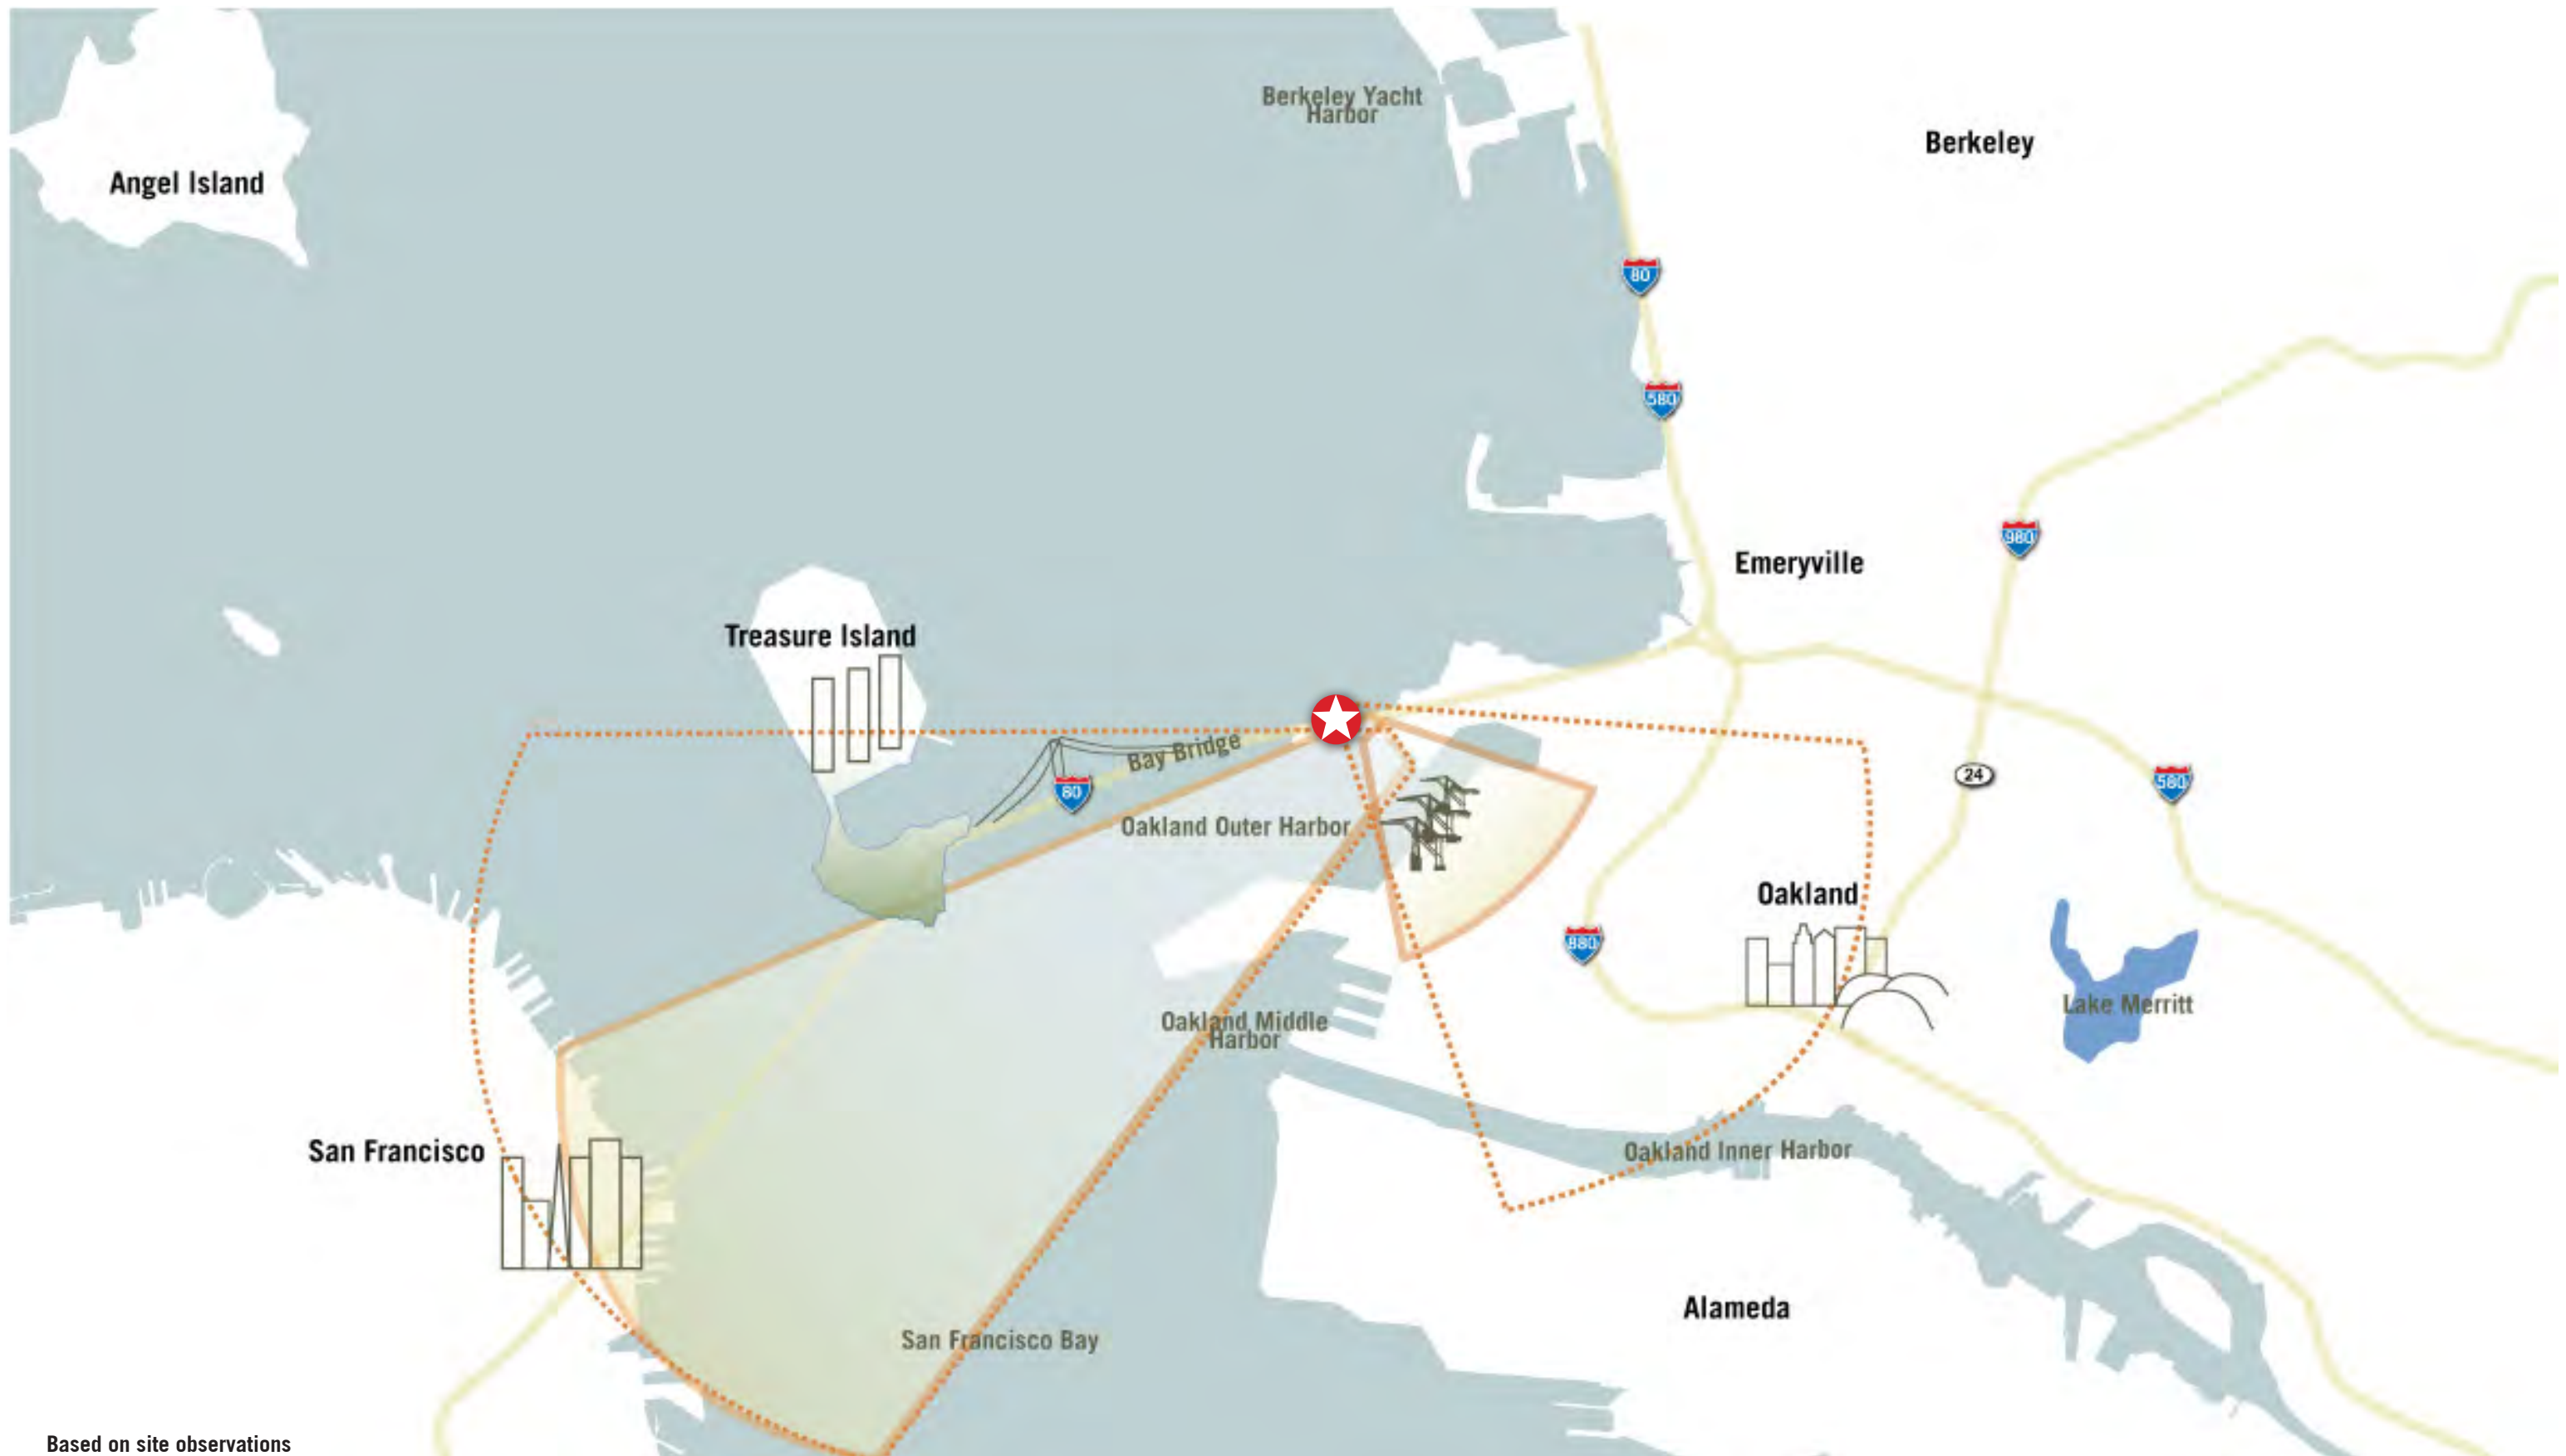 Berkeley Yacht
Harbor
Berkeley
Angel Island
80
580
980
Emeryville
Treasure Island
Bay Bridge
80
24
580
Oakland Outer Harbor
Oakland
880
Lake Merritt
Oakland Middle
Harbor
San Francisco
Oakland Inner Harbor
Alameda
San Francisco Bay
Based on site observations